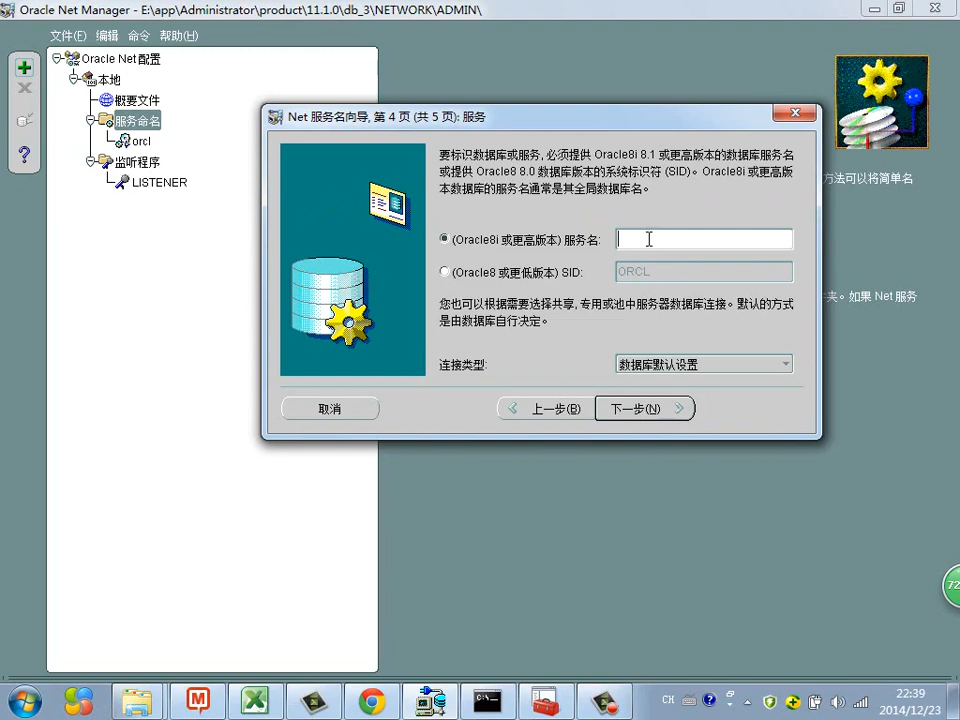 Oracle Net Manager - E:\app\Administrator\product\11.1.0\db_3\NETWORK\ADMIN\
文件(F) 编辑 命令 帮助(H)
Oracle Net 配置
本地
概要文件
服务命名
orcl
监听程序
LISTENER
方法可以将简单名
夹。如果 Net 服务
Net 服务名向导, 第 4 页 (共 5 页): 服务
要标识数据库或服务, 必须提供 Oracle8i 8.1 或更高版本的数据库服务名
或提供 Oracle8 8.0 数据库版本的系统标识符 (SID)。Oracle8i 或更高版
本数据库的服务名通常是其全局数据库名。
(Oracle8i 或更高版本) 服务名:
(Oracle8 或更低版本) SID: ORCL
您也可以根据需要选择共享, 专用或池中服务器数据库连接。默认的方式
是由数据库自行决定。
连接类型: 数据库默认设置
取消 上一步(B) 下一步(N)
72
CH
22:39
2014/12/23